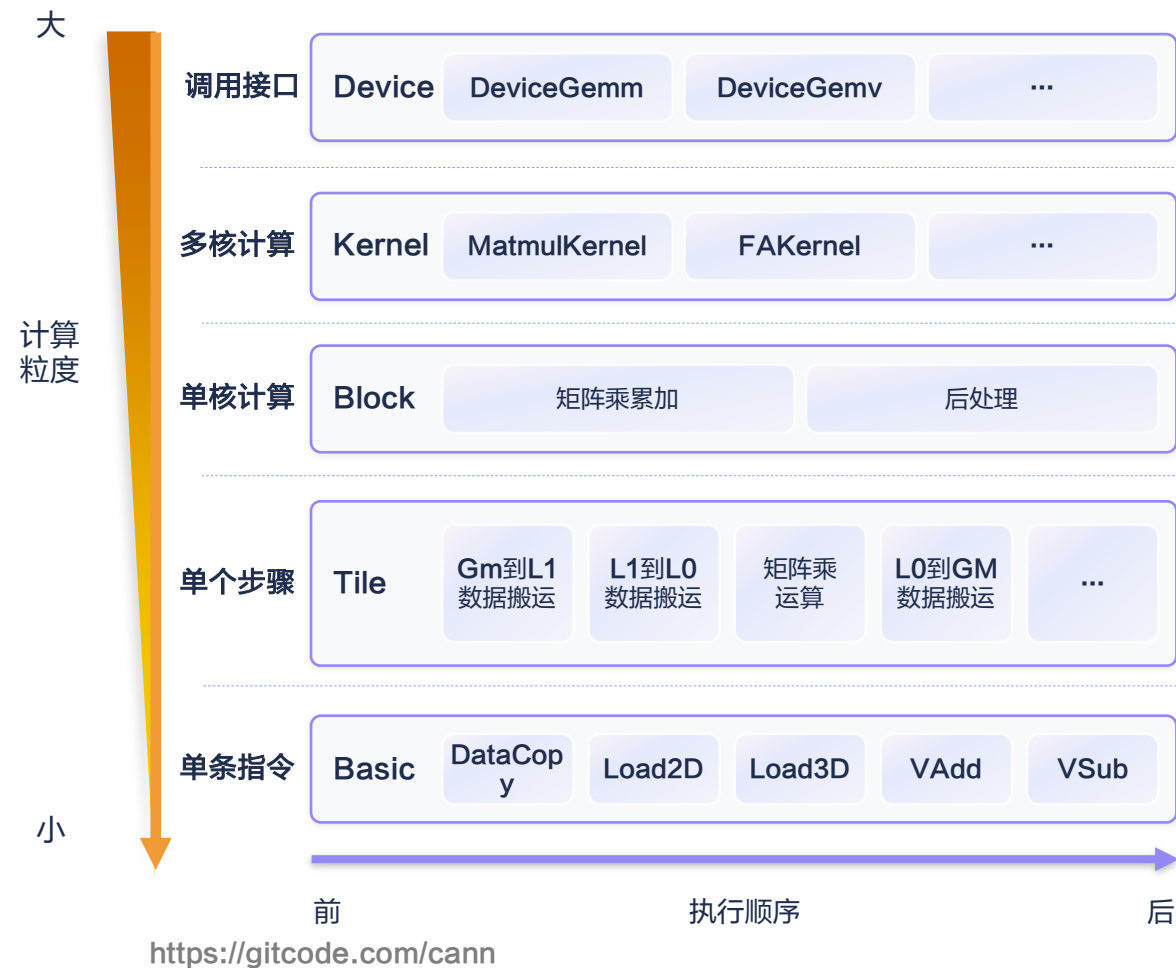 大
调用接口
Device
DeviceGemm
DeviceGemv
...
多核计算
Kernel
MatmulKernel
FAKernel
...
计算
粒度
单核计算
Block
矩阵乘累加
后处理
单个步骤
Tile
Gm到L1
数据搬运
L1到L0
数据搬运
矩阵乘
运算
L0到GM
数据搬运
...
单条指令
Basic
DataCop
y
Load2D
Load3D
VAdd
VSub
小
前
执行顺序
后
https://gitcode.com/cann